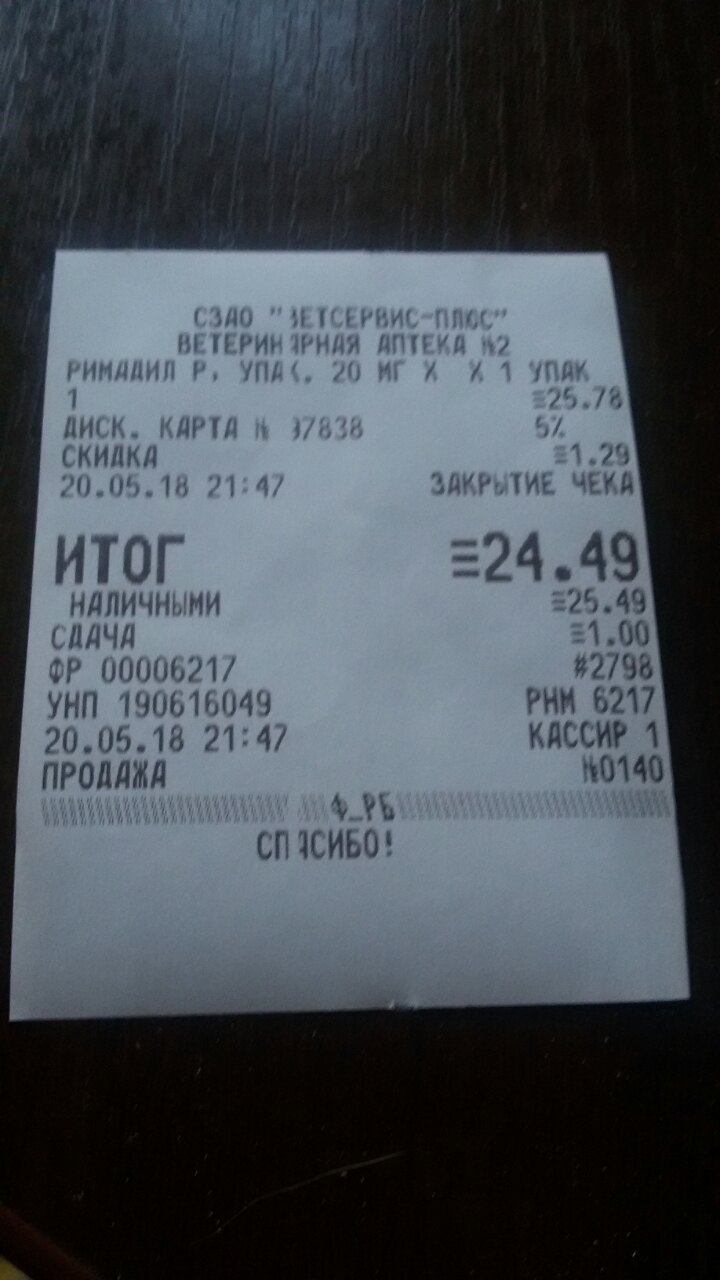 СЗАО "ВЕТСЕРВИС-ПЛЮС"
ВЕТЕРИНАРНАЯ АПТЕКА №2
РИМАДИЛ Р, УПАК. 20 МГ X X 1 УПАК
1 ≡25.78
ДИСК. КАРТА № 5%
СКИДКА ≡1.29
20.05.18 21:47 ЗАКРЫТИЕ ЧЕКА
ИТОГ ≡24.49
НАЛИЧНЫМИ ≡25.49
СДАЧА ≡1.00
ФР 00006217 #2798
УНП 190616049 РНМ 6217
20.05.18 21:47 КАССИР 1
ПРОДАЖА №0140
Ф_РБ
СПАСИБО!